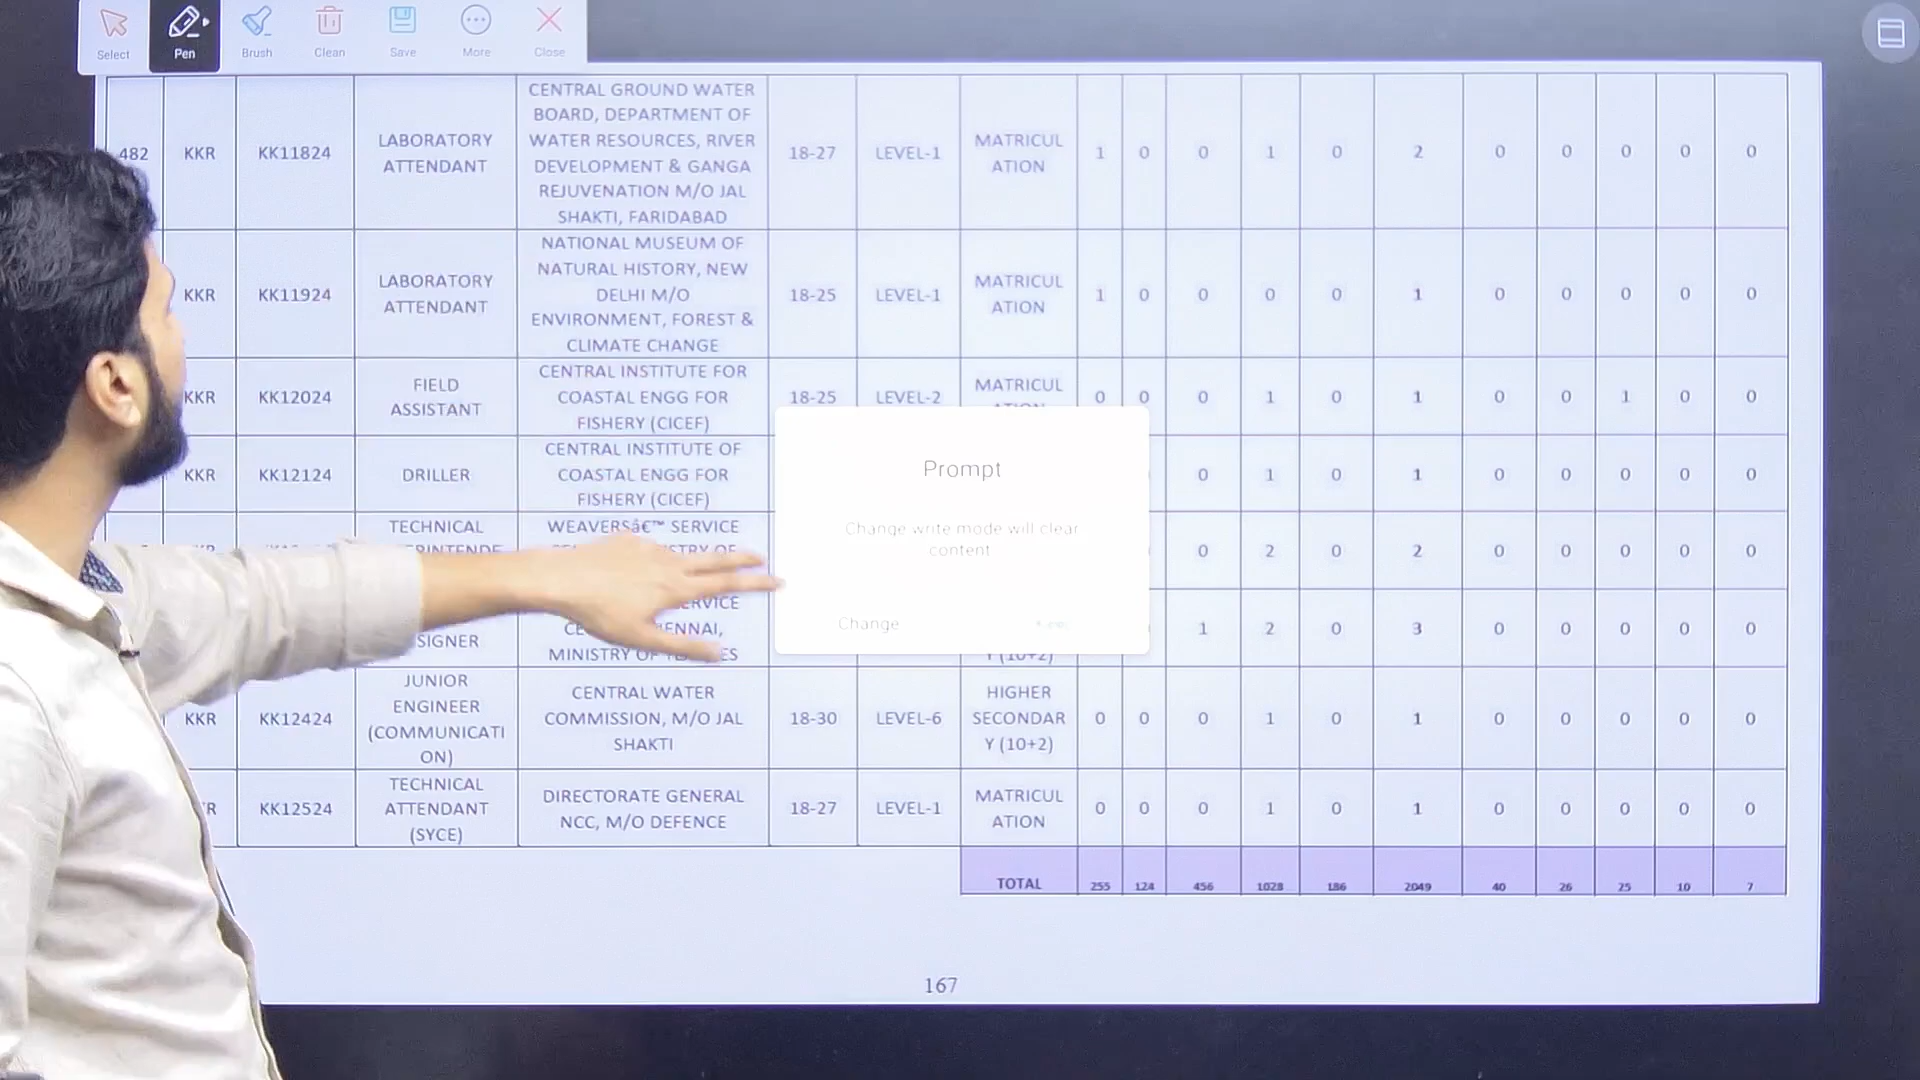 Select
Pen
Brush
Clean
Save
More
Close
482 KKR KK11824 LABORATORY ATTENDANT CENTRAL GROUND WATER BOARD, DEPARTMENT OF WATER RESOURCES, RIVER DEVELOPMENT & GANGA REJUVENATION M/O JAL SHAKTI, FARIDABAD 18-27 LEVEL-1 MATRICUL ATION 1 0 0 1 0 2 0 0 0 0 0
KKR KK11924 LABORATORY ATTENDANT NATIONAL MUSEUM OF NATURAL HISTORY, NEW DELHI M/O ENVIRONMENT, FOREST & CLIMATE CHANGE 18-25 LEVEL-1 MATRICUL ATION 1 0 0 0 0 1 0 0 0 0 0
KKR KK12024 FIELD ASSISTANT CENTRAL INSTITUTE FOR COASTAL ENGG FOR FISHERY (CICEF) 18-25 LEVEL-2 MATRICUL 0 0 0 1 0 1 0 0 1 0 0
KKR KK12124 DRILLER CENTRAL INSTITUTE OF COASTAL ENGG FOR FISHERY (CICEF) 0 1 0 1 0 0 0 0 0
TECHNICAL WEAVERSâ€™ SERVICE 0 2 0 2 0 0 0 0 0
MINISTRY OF 1 2 0 3 0 0 0 0 0
Y (10+2)
KKR KK12424 JUNIOR ENGINEER (COMMUNICATI ON) CENTRAL WATER COMMISSION, M/O JAL SHAKTI 18-30 LEVEL-6 HIGHER SECONDAR Y (10+2) 0 0 0 1 0 1 0 0 0 0 0
KK12524 TECHNICAL ATTENDANT (SYCE) DIRECTORATE GENERAL NCC, M/O DEFENCE 18-27 LEVEL-1 MATRICUL ATION 0 0 0 1 0 1 0 0 0 0 0
TOTAL 255 124 456 1028 186 2049 40 26 25 10 7
Prompt
Change write mode will clear
content
Change
167